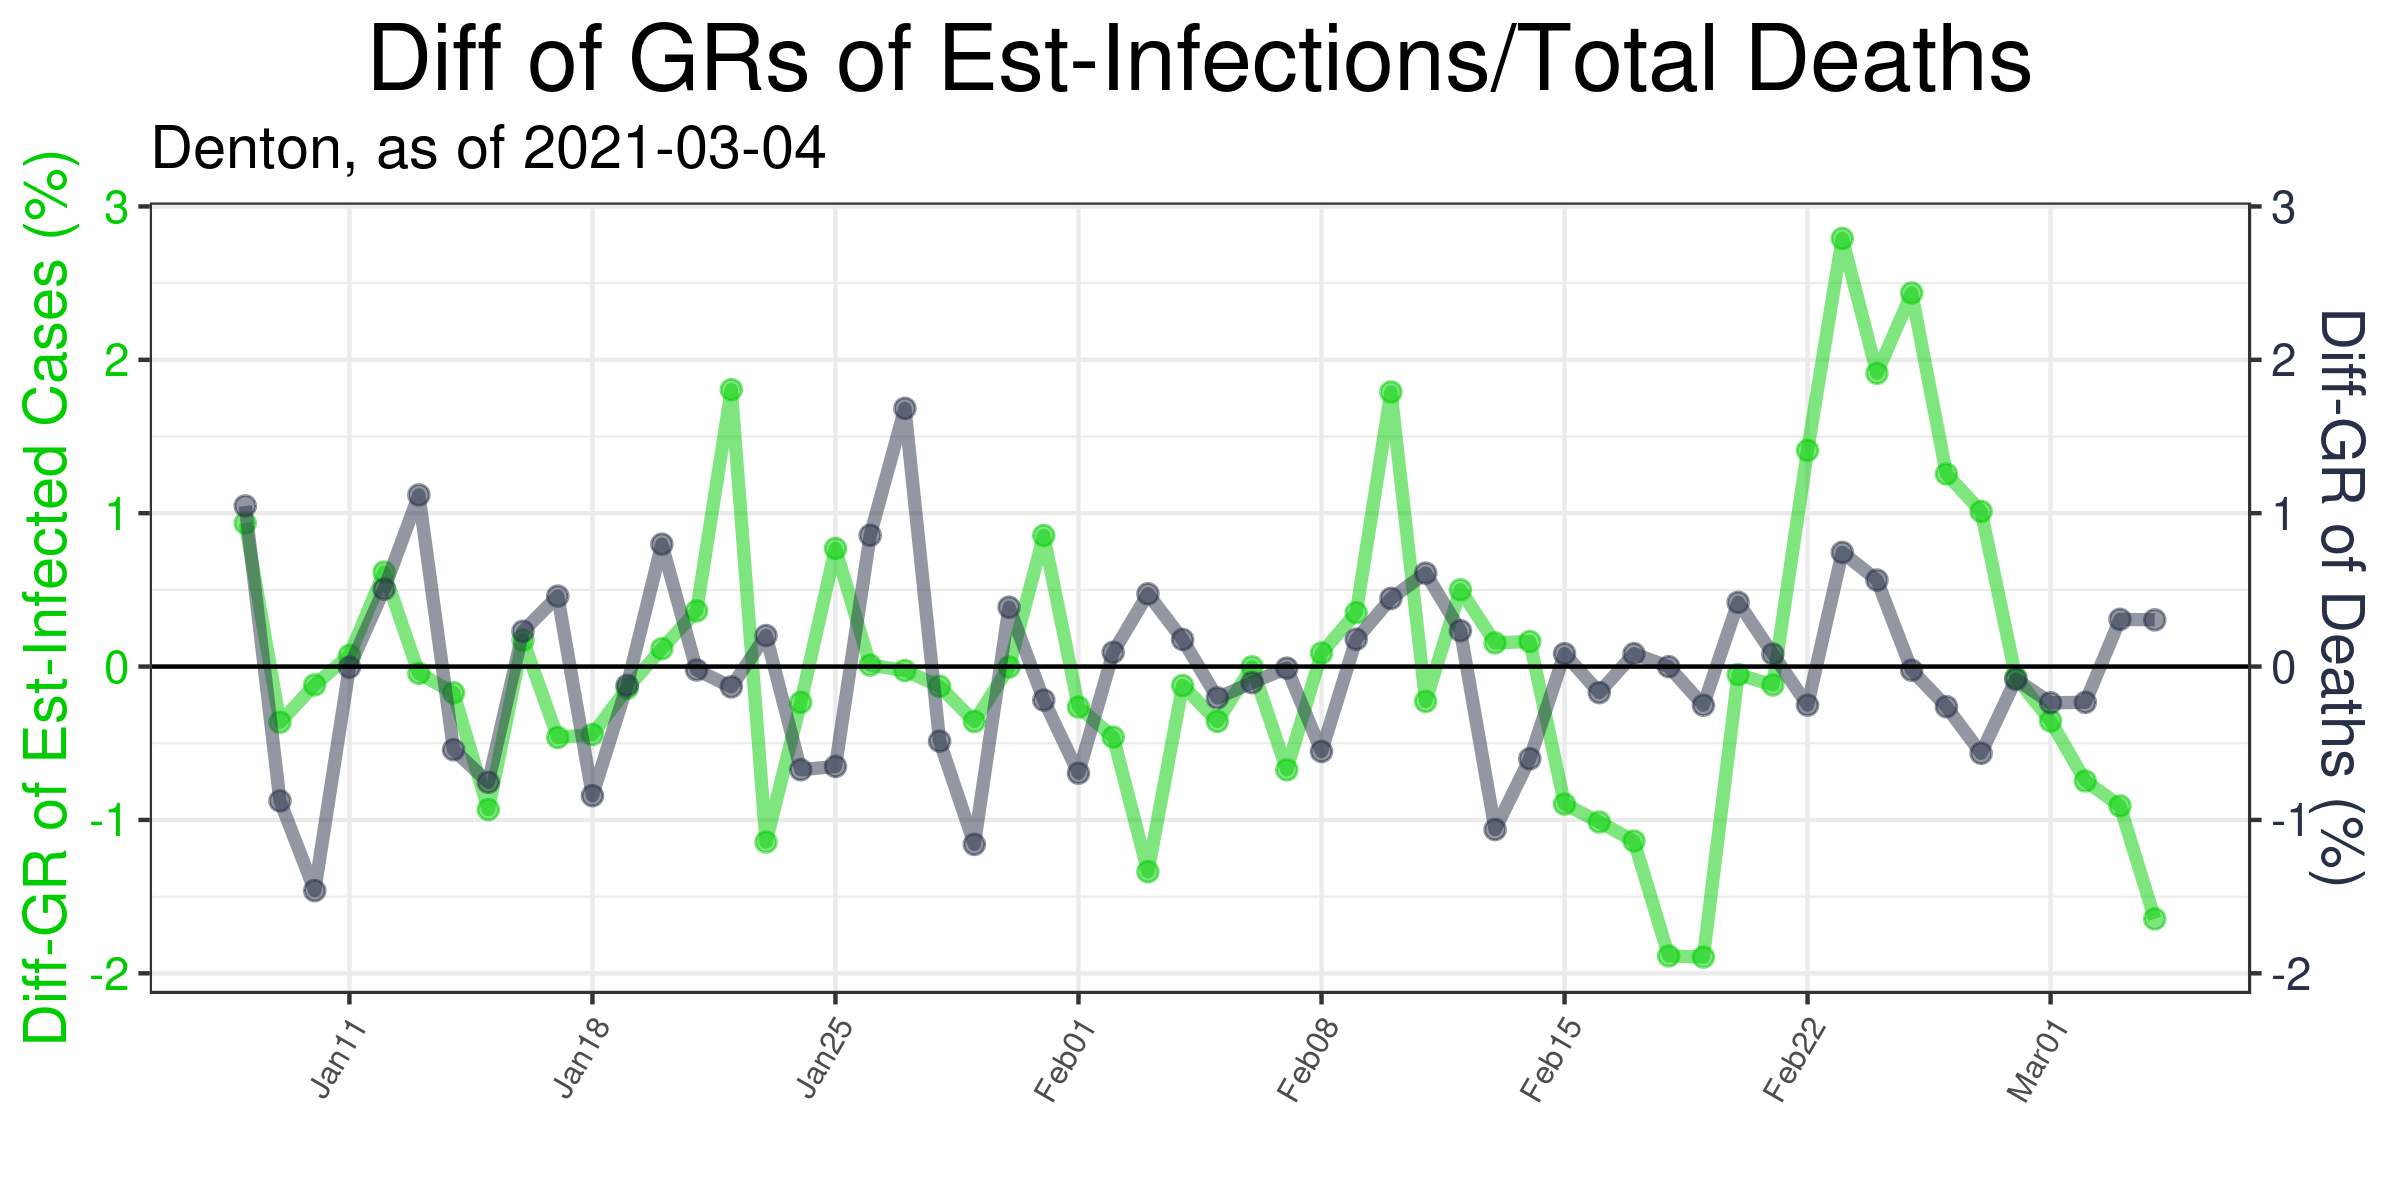 Diff of GRs of Est-Infections/Total Deaths
Denton, as of 2021-03-04
Diff-GR of Est-Infected Cases (%)
3
2
1
0
-1
-2
3
2
1
0
-1
-2
Diff-GR of Deaths (%)
Jan11
Jan18
Jan25
Feb01
Feb08
Feb15
Feb22
Mar01